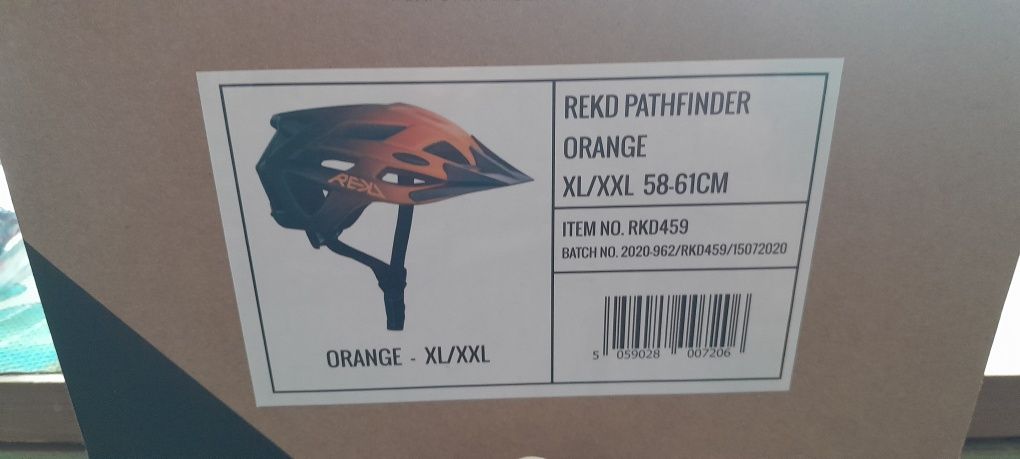 REKD
ORANGE - XL/XXL
REKD PATHFINDER
ORANGE
XL/XXL 58-61CM
ITEM NO. RKD459
BATCH NO. 2020-962/RKD459/15072020
5 059028 007206